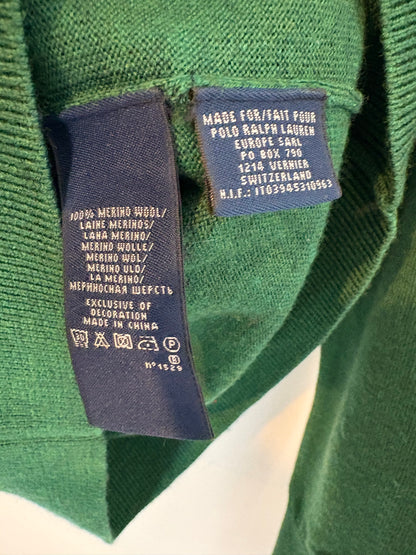 100% MERINO WOOL/
LAINE MERINOS/
LANA MERINO/
MERINO WOLLE/
MERINO WOL/
MERINO ULD/
LA MERINO/
МЕРИНОСНАЯ ШЕРСТЬ
EXCLUSIVE OF
DECORATION
MADE IN CHINA
30
P
K
nº1529
MADE FOR/FAIT POUR
POLO RALPH LAUREN
EUROPE SARL
PO BOX 790
1214 VERNIER
SWITZERLAND
N.I.F.: IT03945310963